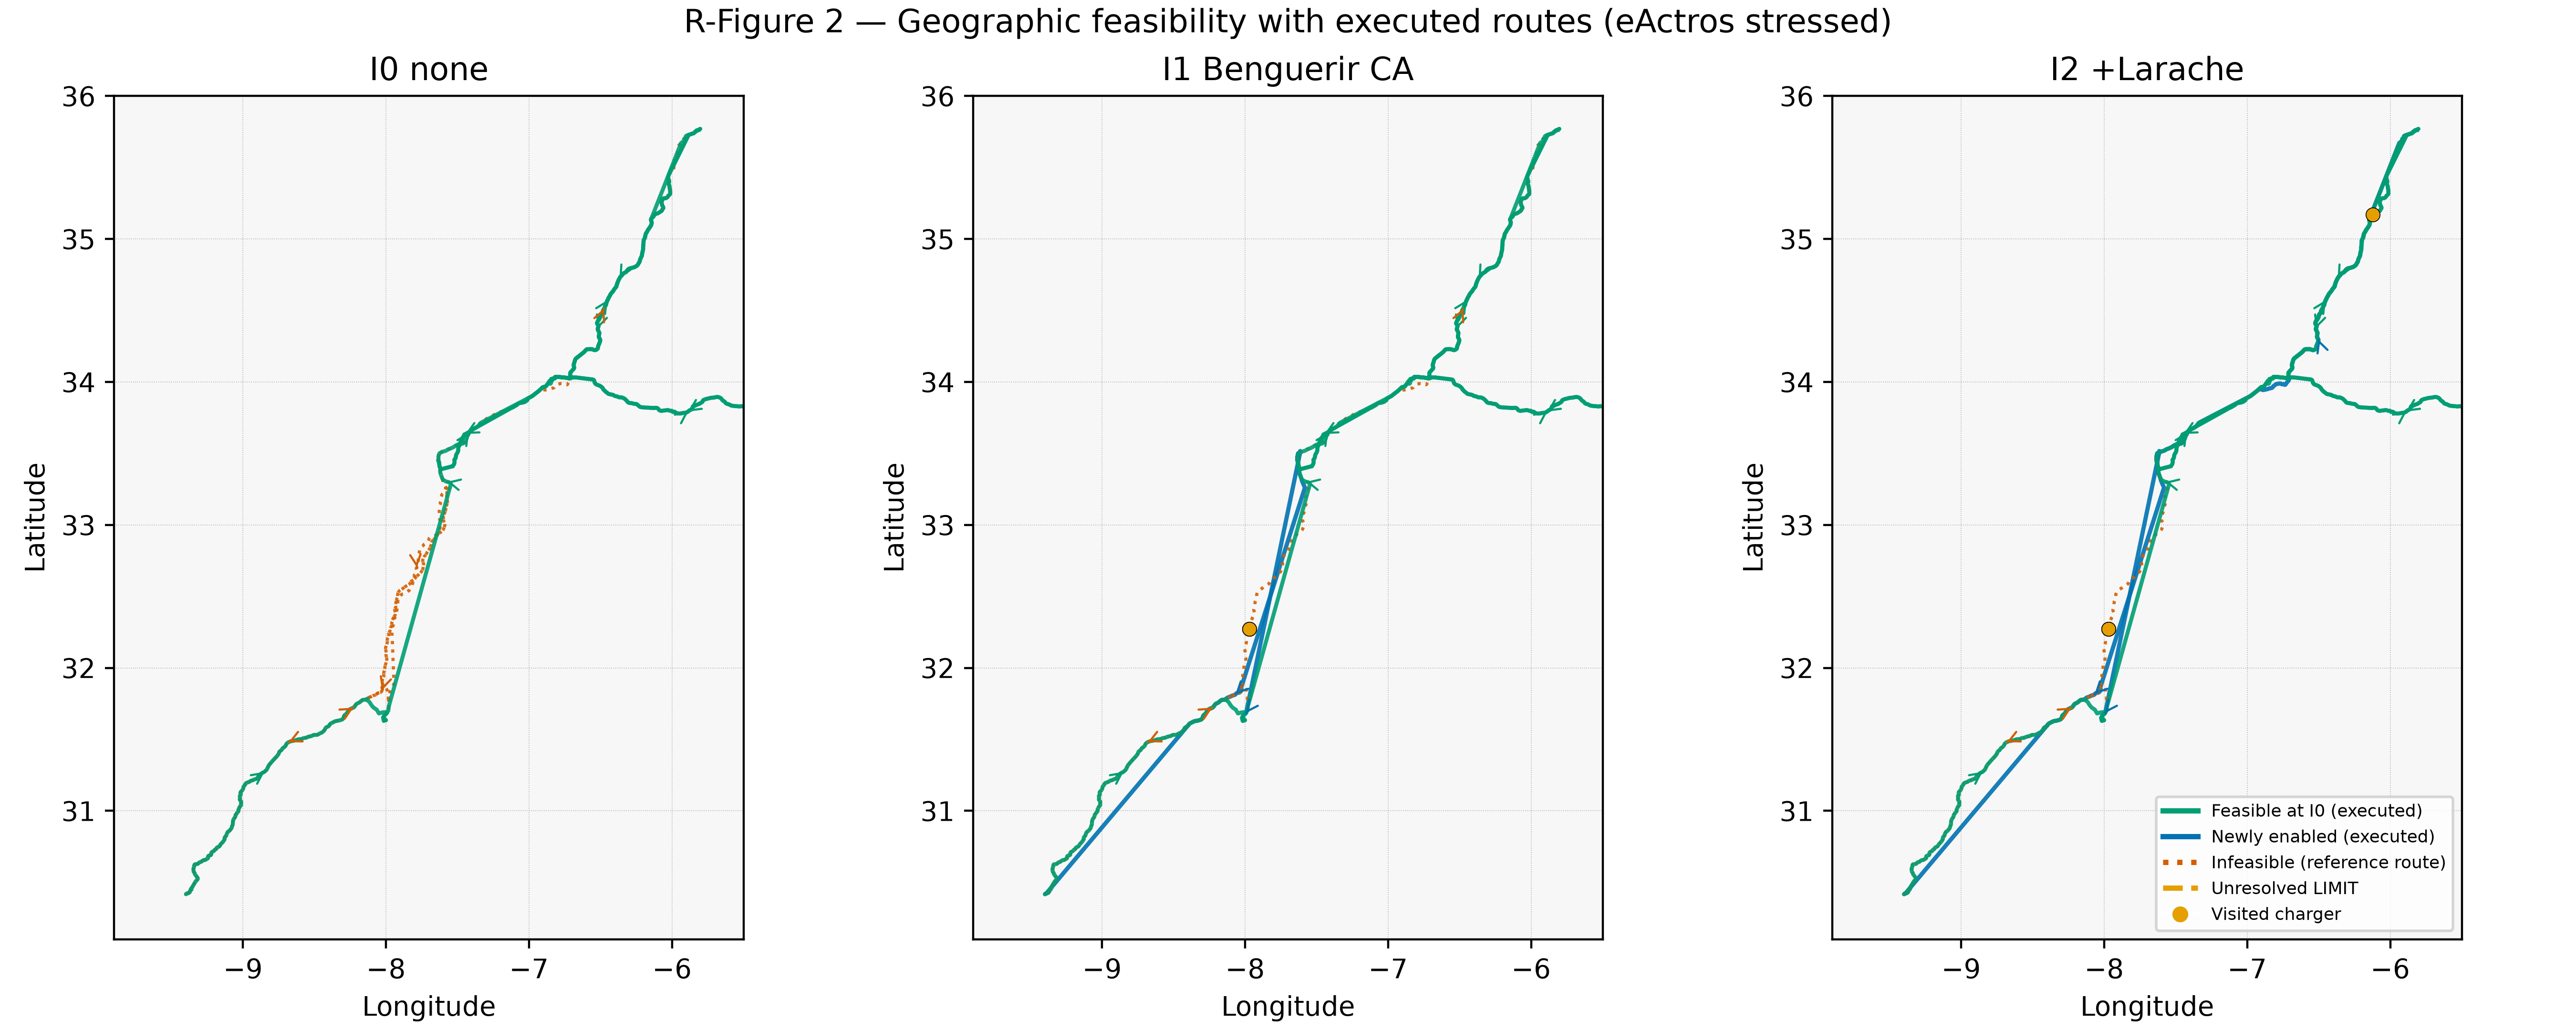 R-Figure 2 — Geographic feasibility with executed routes (eActros stressed)
I0 none
I1 Benguerir CA
I2 +Larache
36
35
34
33
32
31
Latitude
−9
−8
−7
−6
Longitude
36
35
34
33
32
31
Latitude
−9
−8
−7
−6
Longitude
36
35
34
33
32
31
Latitude
−9
−8
−7
−6
Longitude
Feasible at I0 (executed)
Newly enabled (executed)
Infeasible (reference route)
Unresolved LIMIT
Visited charger